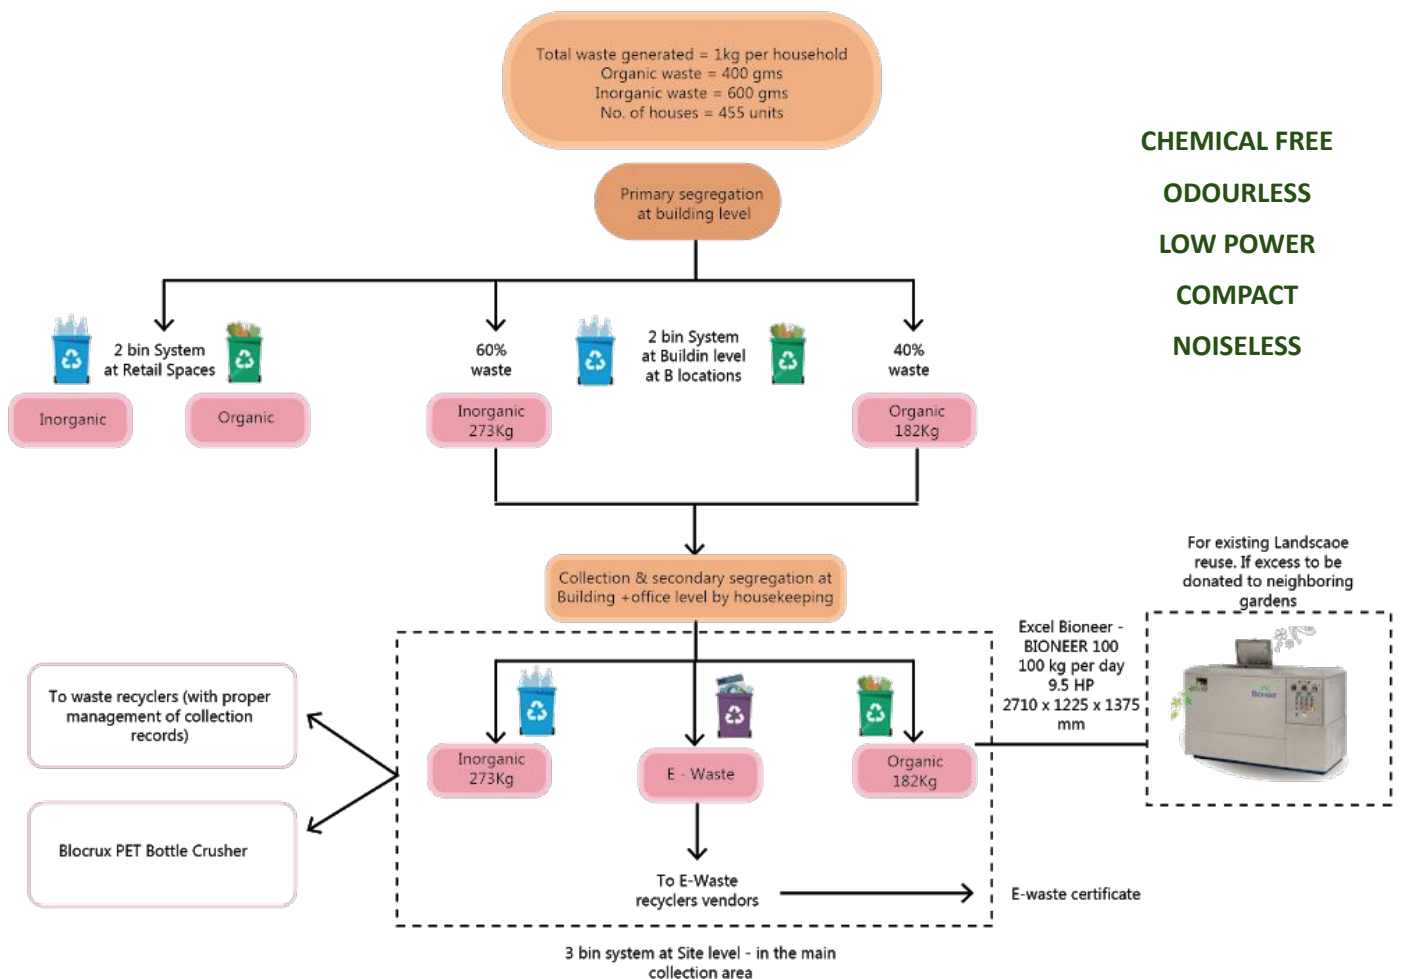 Total waste generated = 1kg per household
Organic waste = 400 gms
Inorganic waste = 600 gms
No. of houses = 455 units
CHEMICAL FREE
ODOURLESS
LOW POWER
COMPACT
NOISELESS
Primary segregation
at building level
2 bin System
at Retail Spaces
60%
waste
2 bin System
at Buildin level
at B locations
40%
waste
Inorganic
Organic
Inorganic
273Kg
Organic
182Kg
Collection & secondary segregation at
Building +office level by housekeeping
For existing Landscaoe
reuse. If excess to be
donated to neighboring
gardens
Excel Bioneer -
BIONEER 100
100 kg per day
9.5 HP
2710 x 1225 x 1375
mm
Bioneer
To waste recyclers (with proper
management of collection
records)
Inorganic
273Kg
E - Waste
Organic
182Kg
Blocrux PET Bottle Crusher
To E-Waste
recyclers vendors
E-waste certificate
3 bin system at Site level - in the main
collection area